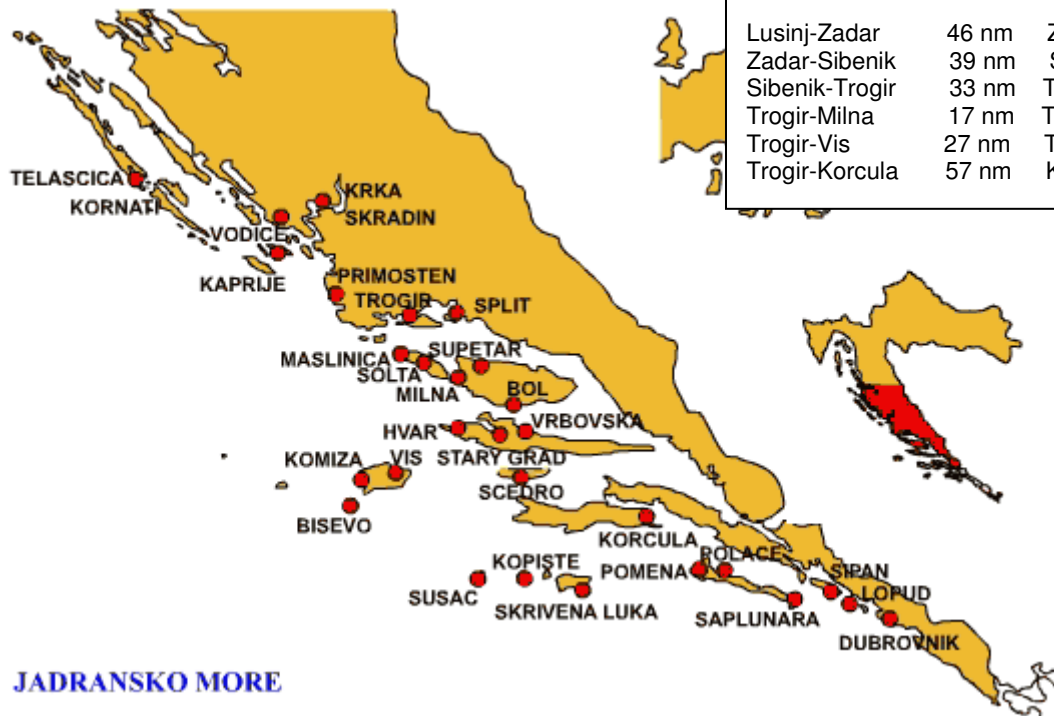 Lusinj-Zadar 46 nm Z
Zadar-Sibenik 39 nm S
Sibenik-Trogir 33 nm T
Trogir-Milna 17 nm T
Trogir-Vis 27 nm T
Trogir-Korcula 57 nm K
TELASCICA
KORNATI
KRKA
SKRADIN
VODICE
KAPRIJE
PRIMOSTEN
TROGIR
SPLIT
MASLINICA
SUPETAR
SOLTA
MILNA
BOL
HVAR
VRBOVSKA
STARY GRAD
KOMIZA
VIS
SCEDRO
BISEVO
KORCULA
POLACE
KOPISTE
POMENA
SIPAN
SUSAC
SKRIVENA LUKA
SAPLUNARA
LOPUD
DUBROVNIK
JADRANSKO MORE